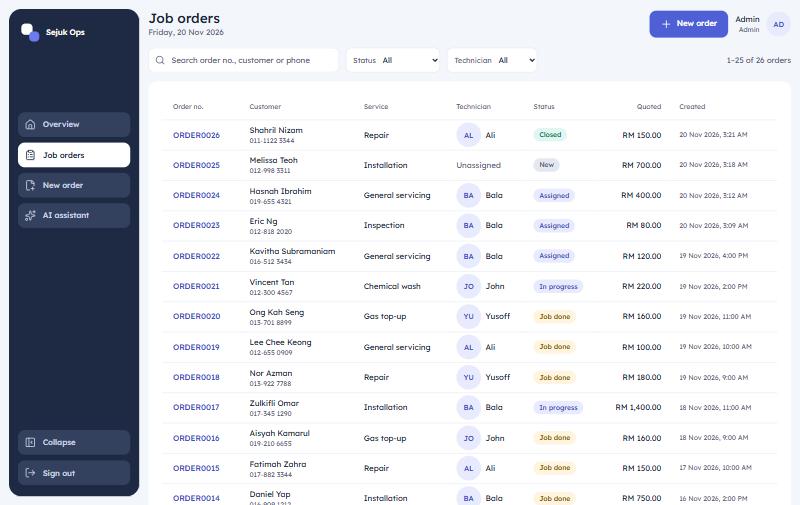 Sejuk Ops
Overview
Job orders
New order
AI assistant
Collapse
Sign out
Job orders
Friday, 20 Nov 2026
New order
Admin
Admin
AD
Search order no., customer or phone
Status All
Technician All
1–25 of 26 orders
Order no. Customer Service Technician Status Quoted Created
ORDER0026 Shahril Nizam 011-1122 3344 Repair AL Ali Closed RM 150.00 20 Nov 2026, 3:21 AM
ORDER0025 Melissa Teoh 012-998 3311 Installation Unassigned New RM 700.00 20 Nov 2026, 3:18 AM
ORDER0024 Hasnah Ibrahim 019-655 4321 General servicing BA Bala Assigned RM 400.00 20 Nov 2026, 3:12 AM
ORDER0023 Eric Ng 012-818 2020 Inspection BA Bala Assigned RM 80.00 20 Nov 2026, 3:09 AM
ORDER0022 Kavitha Subramaniam 016-512 3434 General servicing BA Bala Assigned RM 120.00 19 Nov 2026, 4:00 PM
ORDER0021 Vincent Tan 012-300 4567 Chemical wash JO John In progress RM 220.00 19 Nov 2026, 2:00 PM
ORDER0020 Ong Kah Seng 013-701 8899 Gas top-up YU Yusoff Job done RM 160.00 19 Nov 2026, 11:00 AM
ORDER0019 Lee Chee Keong 012-655 0909 General servicing AL Ali Job done RM 100.00 19 Nov 2026, 10:00 AM
ORDER0018 Nor Azman 013-922 7788 Repair YU Yusoff Job done RM 180.00 19 Nov 2026, 9:00 AM
ORDER0017 Zulkifli Omar 017-345 1290 Installation BA Bala In progress RM 1,400.00 18 Nov 2026, 11:00 AM
ORDER0016 Aisyah Kamarul 019-210 6655 Gas top-up JO John Job done RM 160.00 18 Nov 2026, 9:00 AM
ORDER0015 Fatimah Zahra 017-882 3344 Repair AL Ali Job done RM 150.00 17 Nov 2026, 10:00 AM
ORDER0014 Daniel Yap Installation BA Bala Job done RM 750.00 16 Nov 2026, 2:00 PM